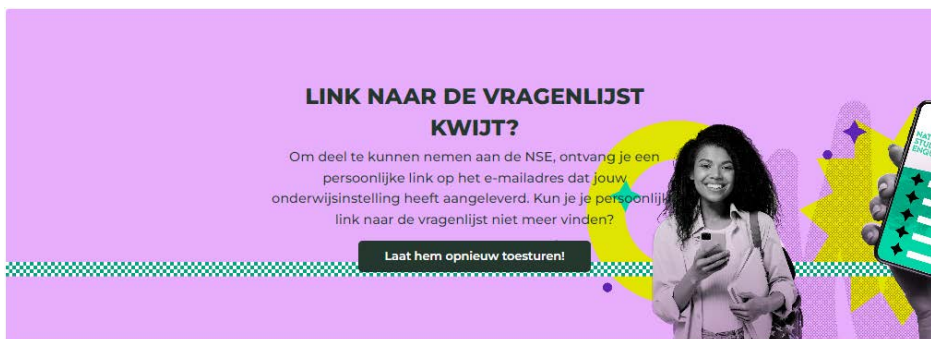 LINK NAAR DE VRAGENLIJST
KWIJT?
Om deel te kunnen nemen aan de NSE, ontvang je een
persoonlijke link op het e-mailadres dat jouw
onderwijsinstelling heeft aangeleverd. Kun je je persoonlijke
link naar de vragenlijst niet meer vinden?
Laat hem opnieuw toesturen!